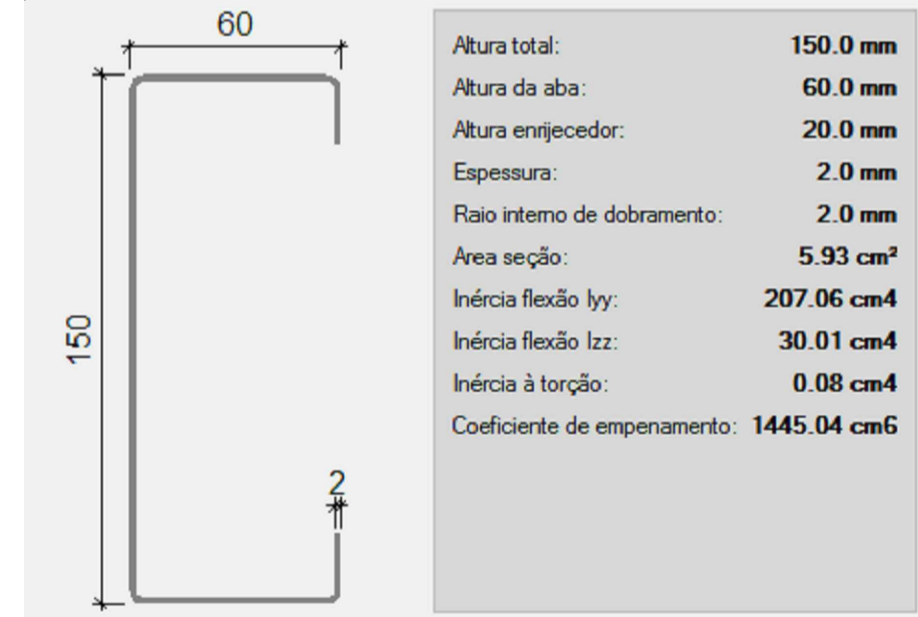 60
150
2
Altura total: 150.0 mm
Altura da aba: 60.0 mm
Altura enrijecedor: 20.0 mm
Espessura: 2.0 mm
Raio interno de dobramento: 2.0 mm
Area seção: 5.93 cm²
Inércia flexão Iyy: 207.06 cm4
Inércia flexão Izz: 30.01 cm4
Inércia à torção: 0.08 cm4
Coeficiente de empenamento: 1445.04 cm6